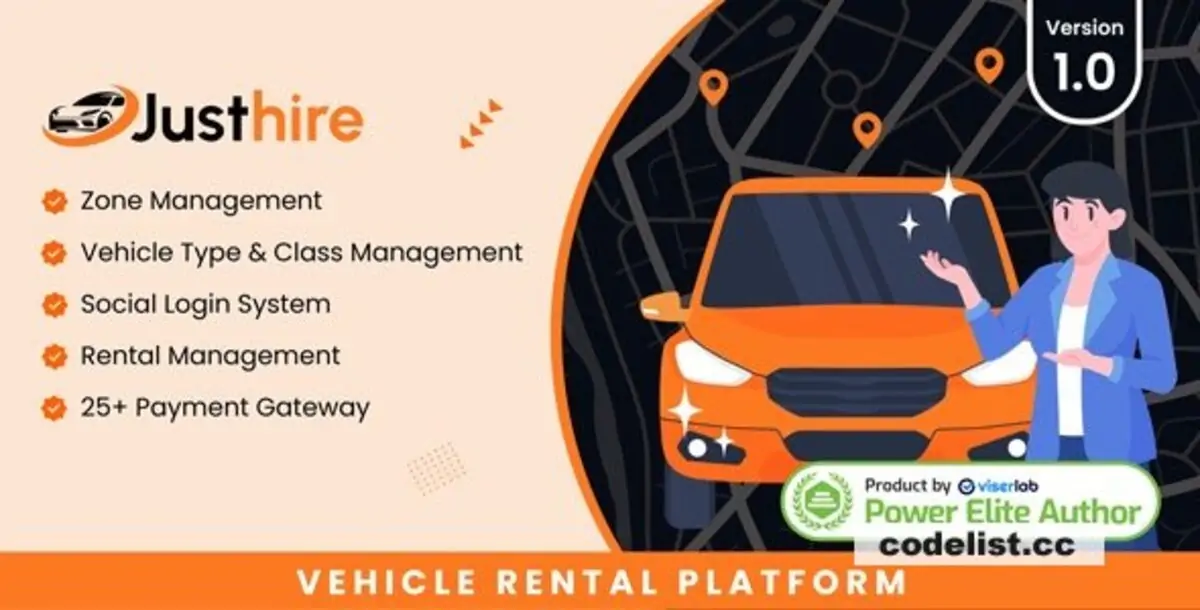 Justhire
Zone Management
Vehicle Type & Class Management
Social Login System
Rental Management
25+ Payment Gateway
Version
1.0
Product by viserlab
Power Elite Author
codelist.cc
VEHICLE RENTAL PLATFORM